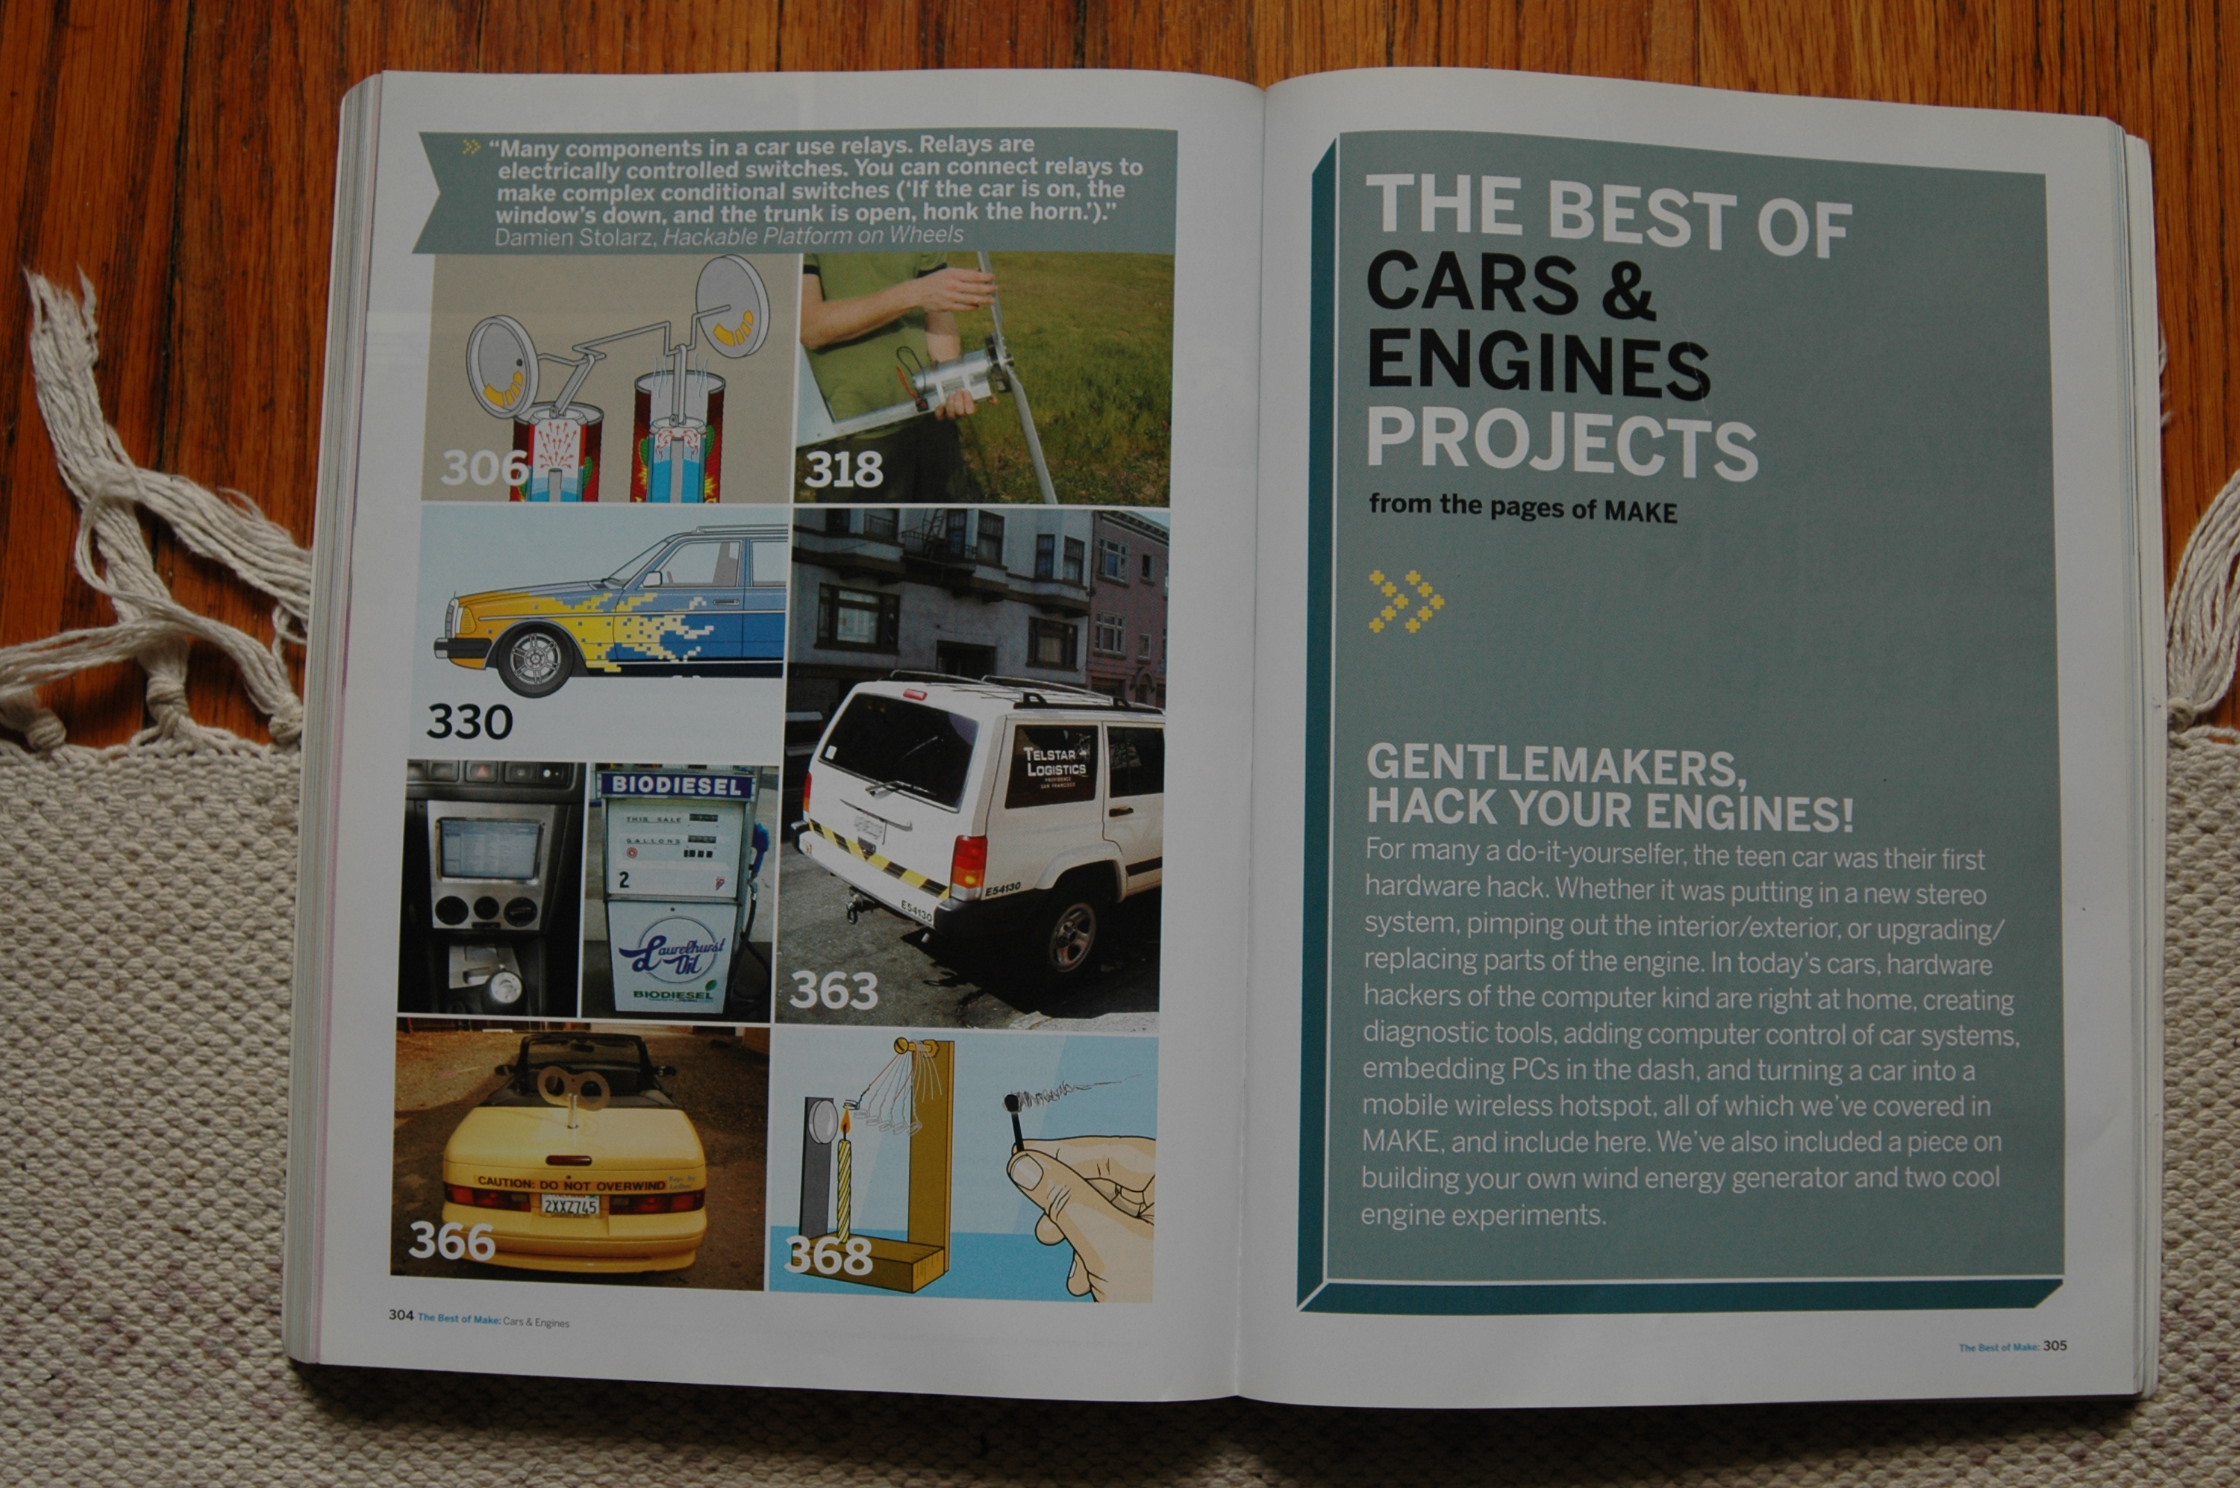 “Many components in a car use relays. Relays are
electrically controlled switches. You can connect relays to
make complex conditional switches (‘If the car is on, the
window’s down, and the trunk is open, honk the horn.’).”
Damien Stolarz, Hackable Platform on Wheels
306
318
330
TELSTAR
LOGISTICS
SAN FRANCISCO
E54130
E54130
363
BIODIESEL
THIS SALE
GALLONS
2
Laurelhurst
Oil
BIODIESEL
CAUTION: DO NOT OVERWIND
2XXZ745
366
368
304 The Best of Make: Cars & Engines
THE BEST OF
CARS &
ENGINES
PROJECTS
from the pages of MAKE
GENTLEMAKERS,
HACK YOUR ENGINES!
For many a do-it-yourselfer, the teen car was their first
hardware hack. Whether it was putting in a new stereo
system, pimping out the interior/exterior, or upgrading/
replacing parts of the engine. In today’s cars, hardware
hackers of the computer kind are right at home, creating
diagnostic tools, adding computer control of car systems,
embedding PCs in the dash, and turning a car into a
mobile wireless hotspot, all of which we’ve covered in
MAKE, and include here. We’ve also included a piece on
building your own wind energy generator and two cool
engine experiments.
The Best of Make: 305